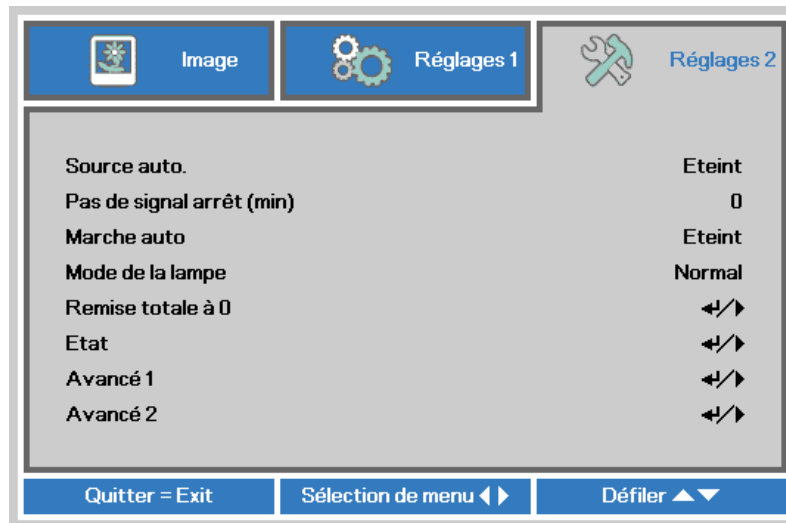 Image
Réglages 1
Réglages 2
Source auto. Eteint
Pas de signal arrêt (min) 0
Marche auto Eteint
Mode de la lampe Normal
Remise totale à 0 ↵/▶
Etat ↵/▶
Avancé 1 ↵/▶
Avancé 2 ↵/▶
Quitter = Exit
Sélection de menu ◀ ▶
Défiler ▲▼